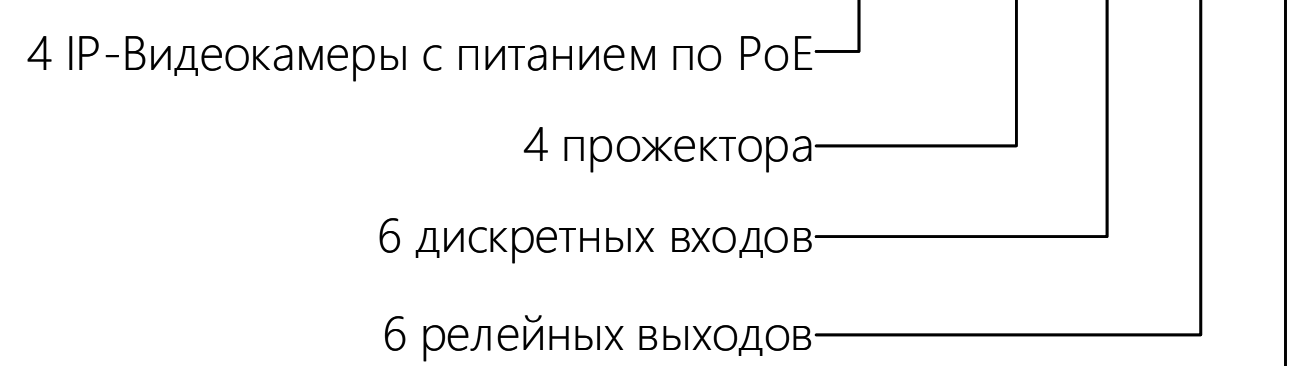 4 IP-Видеокамеры с питанием по PoE
4 прожектора
6 дискретных входов
6 релейных выходов